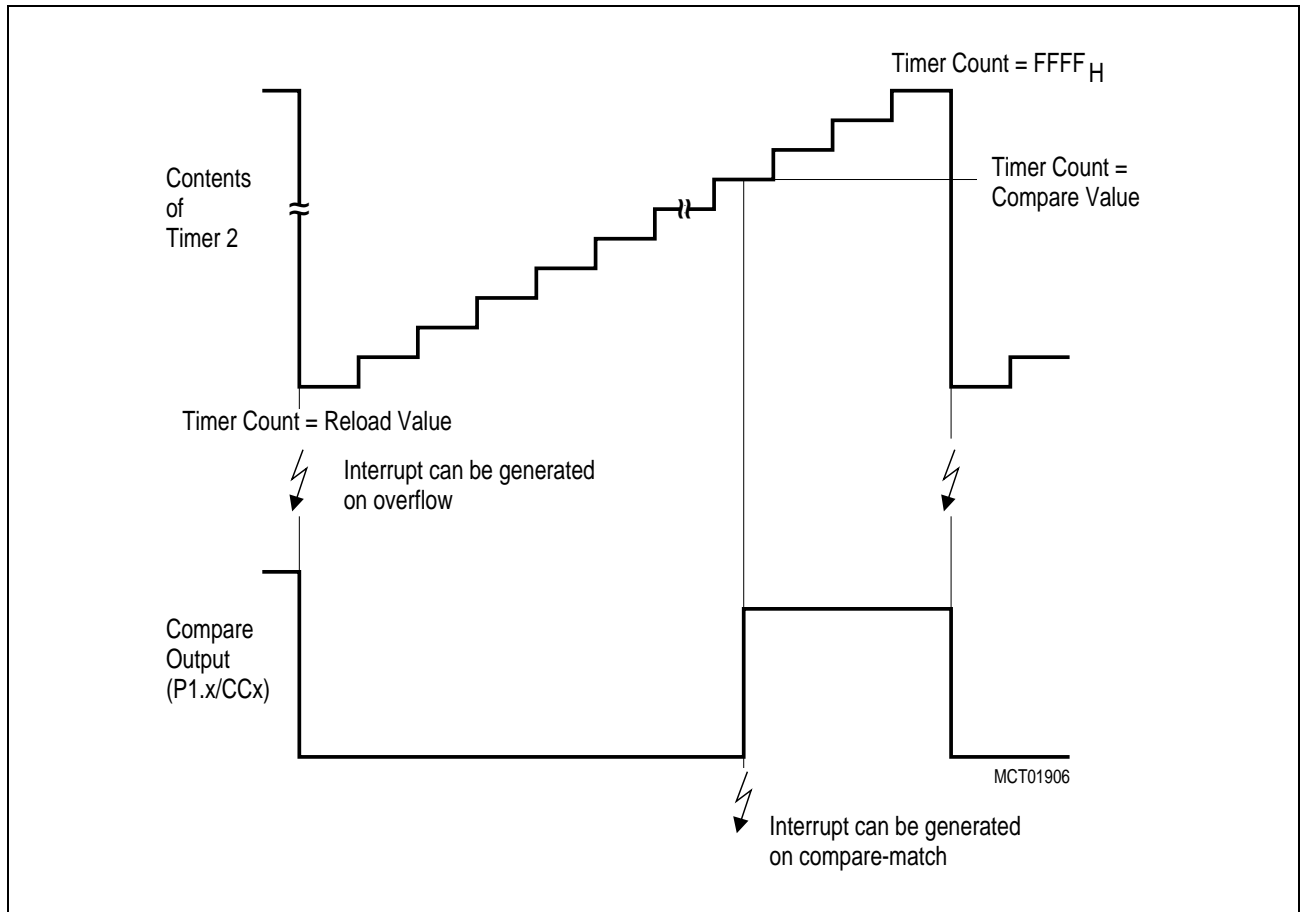 Timer Count = FFFF H
Contents
of
Timer 2
Timer Count =
Compare Value
Timer Count = Reload Value
Interrupt can be generated
on overflow
Compare
Output
(P1.x/CCx)
MCT01906
Interrupt can be generated
on compare-match